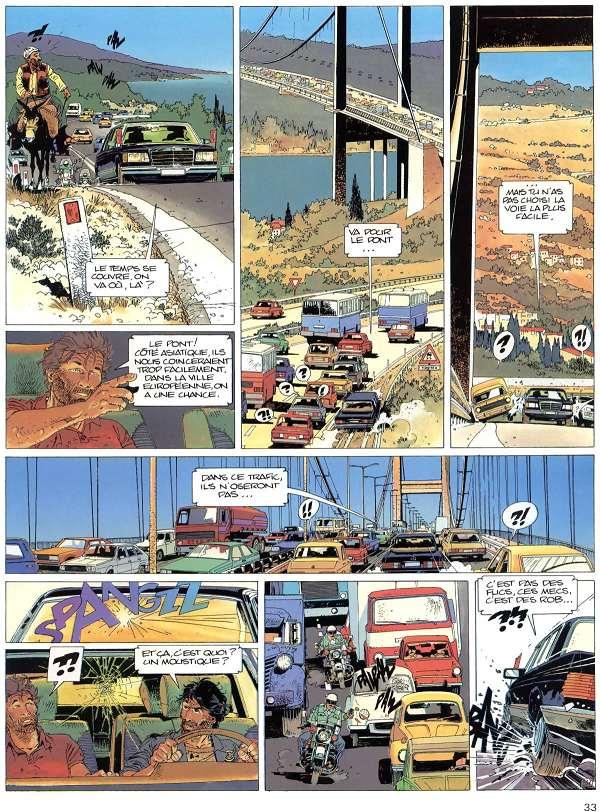 ?!
LE TEMPS SE
COUVRE, ON
VA OÙ, LÀ ?
VA POUR
LE PONT
...
...
MAIS TU N'AS
PAS CHOISI LA
VOIE LA PLUS
FACILE.
LE PONT!
CÔTÉ ASIATIQUE, ILS
NOUS COINCERAIENT
TROP FACILEMENT,
DANS LA VILLE
EUROPÉENNE, ON
A UNE CHANCE.
?!
?!
?
?
DANS CE TRAFIC,
ILS N'OSERONT
PAS ...
!!
?!
SPANGZZ
?!
ET ÇA, C'EST QUOI ?
UN MOUSTIQUE ?
C'EST PAS DES
FLICS, CES MECS,
C'EST DES ROB...
33